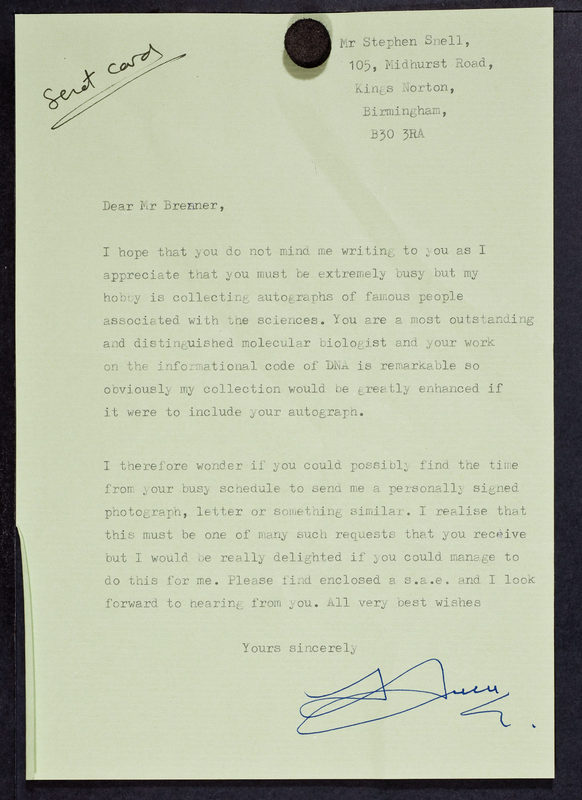 Sent card
Mr Stephen Snell,
105, Midhurst Road,
Kings Norton,
Birmingham,
B30 3RA
Dear Mr Brenner,
I hope that you do not mind me writing to you as I
appreciate that you must be extremely busy but my
hobby is collecting autographs of famous people
associated with the sciences. You are a most outstanding
and distinguished molecular biologist and your work
on the informational code of DNA is remarkable so
obviously my collection would be greatly enhanced if
it were to include your autograph.
I therefore wonder if you could possibly find the time
from your busy schedule to send me a personally signed
photograph, letter or something similar. I realise that
this must be one of many such requests that you receive
but I would be really delighted if you could manage to
do this for me. Please find enclosed a s.a.e. and I look
forward to hearing from you. All very best wishes
Yours sincerely